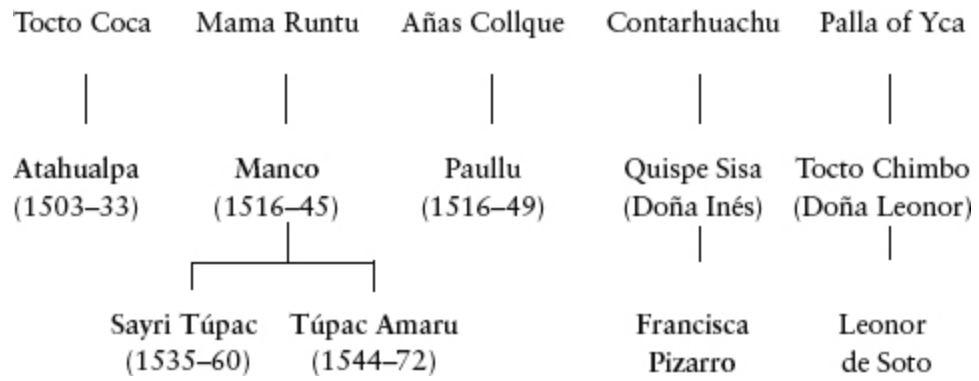 Tocto Coca Mama Runtu Añas Collque Contarhuachu Palla of Yca
Atahualpa Manco Paullu Quispe Sisa Tocto Chimbo
(1503–33) (1516–45) (1516–49) (Doña Inés) (Doña Leonor)
Sayri Túpac Túpac Amaru Francisca Leonor
(1535–60) (1544–72) Pizarro de Soto